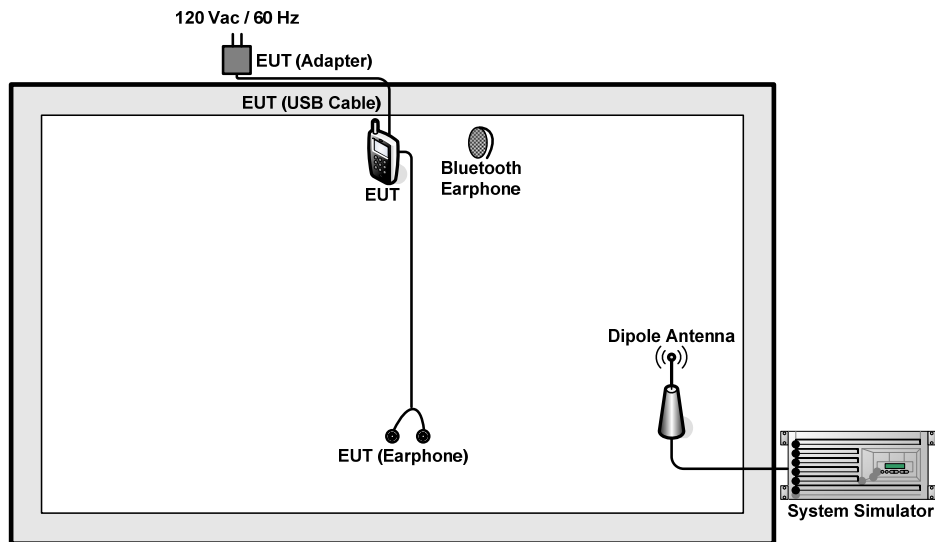 120 Vac / 60 Hz
EUT (Adapter)
EUT (USB Cable)
Bluetooth
Earphone
EUT
Dipole Antenna
EUT (Earphone)
System Simulator